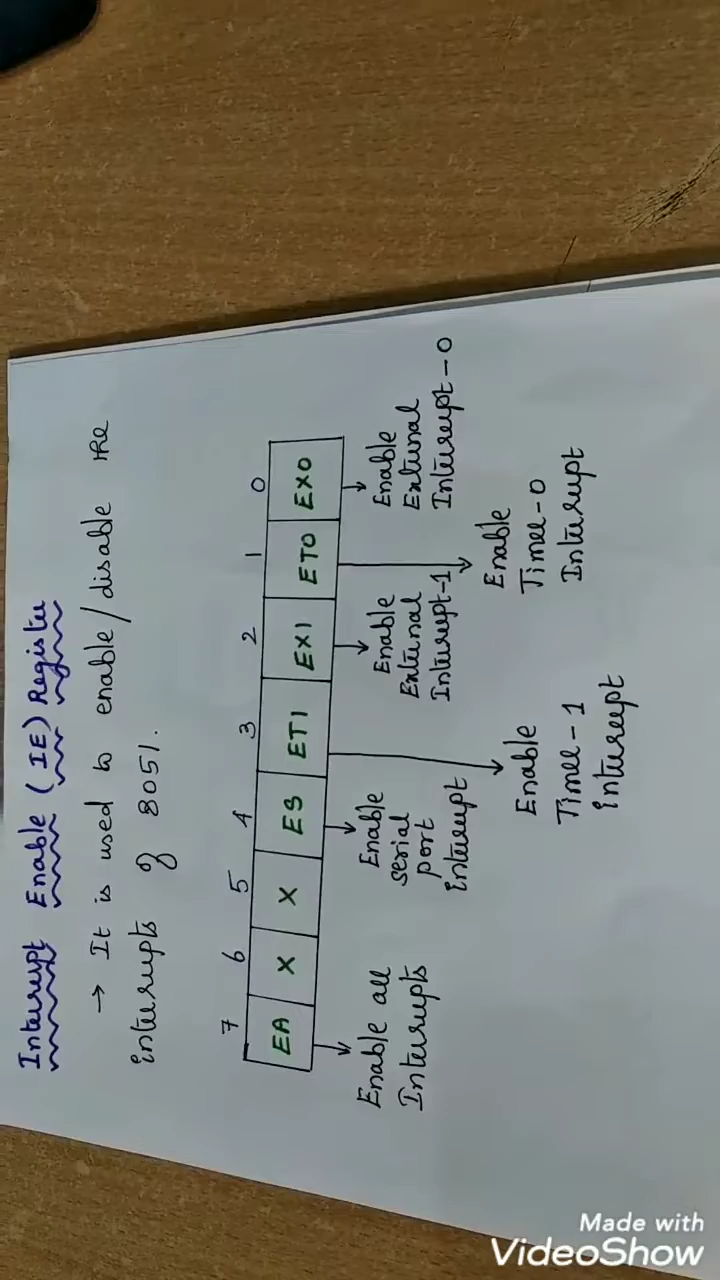 Interrupt Enable (IE) Register
→ It is used to enable/disable the
interrupts of 8051.
7 6 5 4 3 2 1 0
EA X X ES ET1 EX1 ET0 EX0
Enable all
Interrupts
Enable
serial
port
interrupt
Enable
Timer-1
interrupt
Enable
External
Interrupt-1
Enable
Timer-0
Interrupt
Enable
External
Interrupt-0
Made with
VideoShow